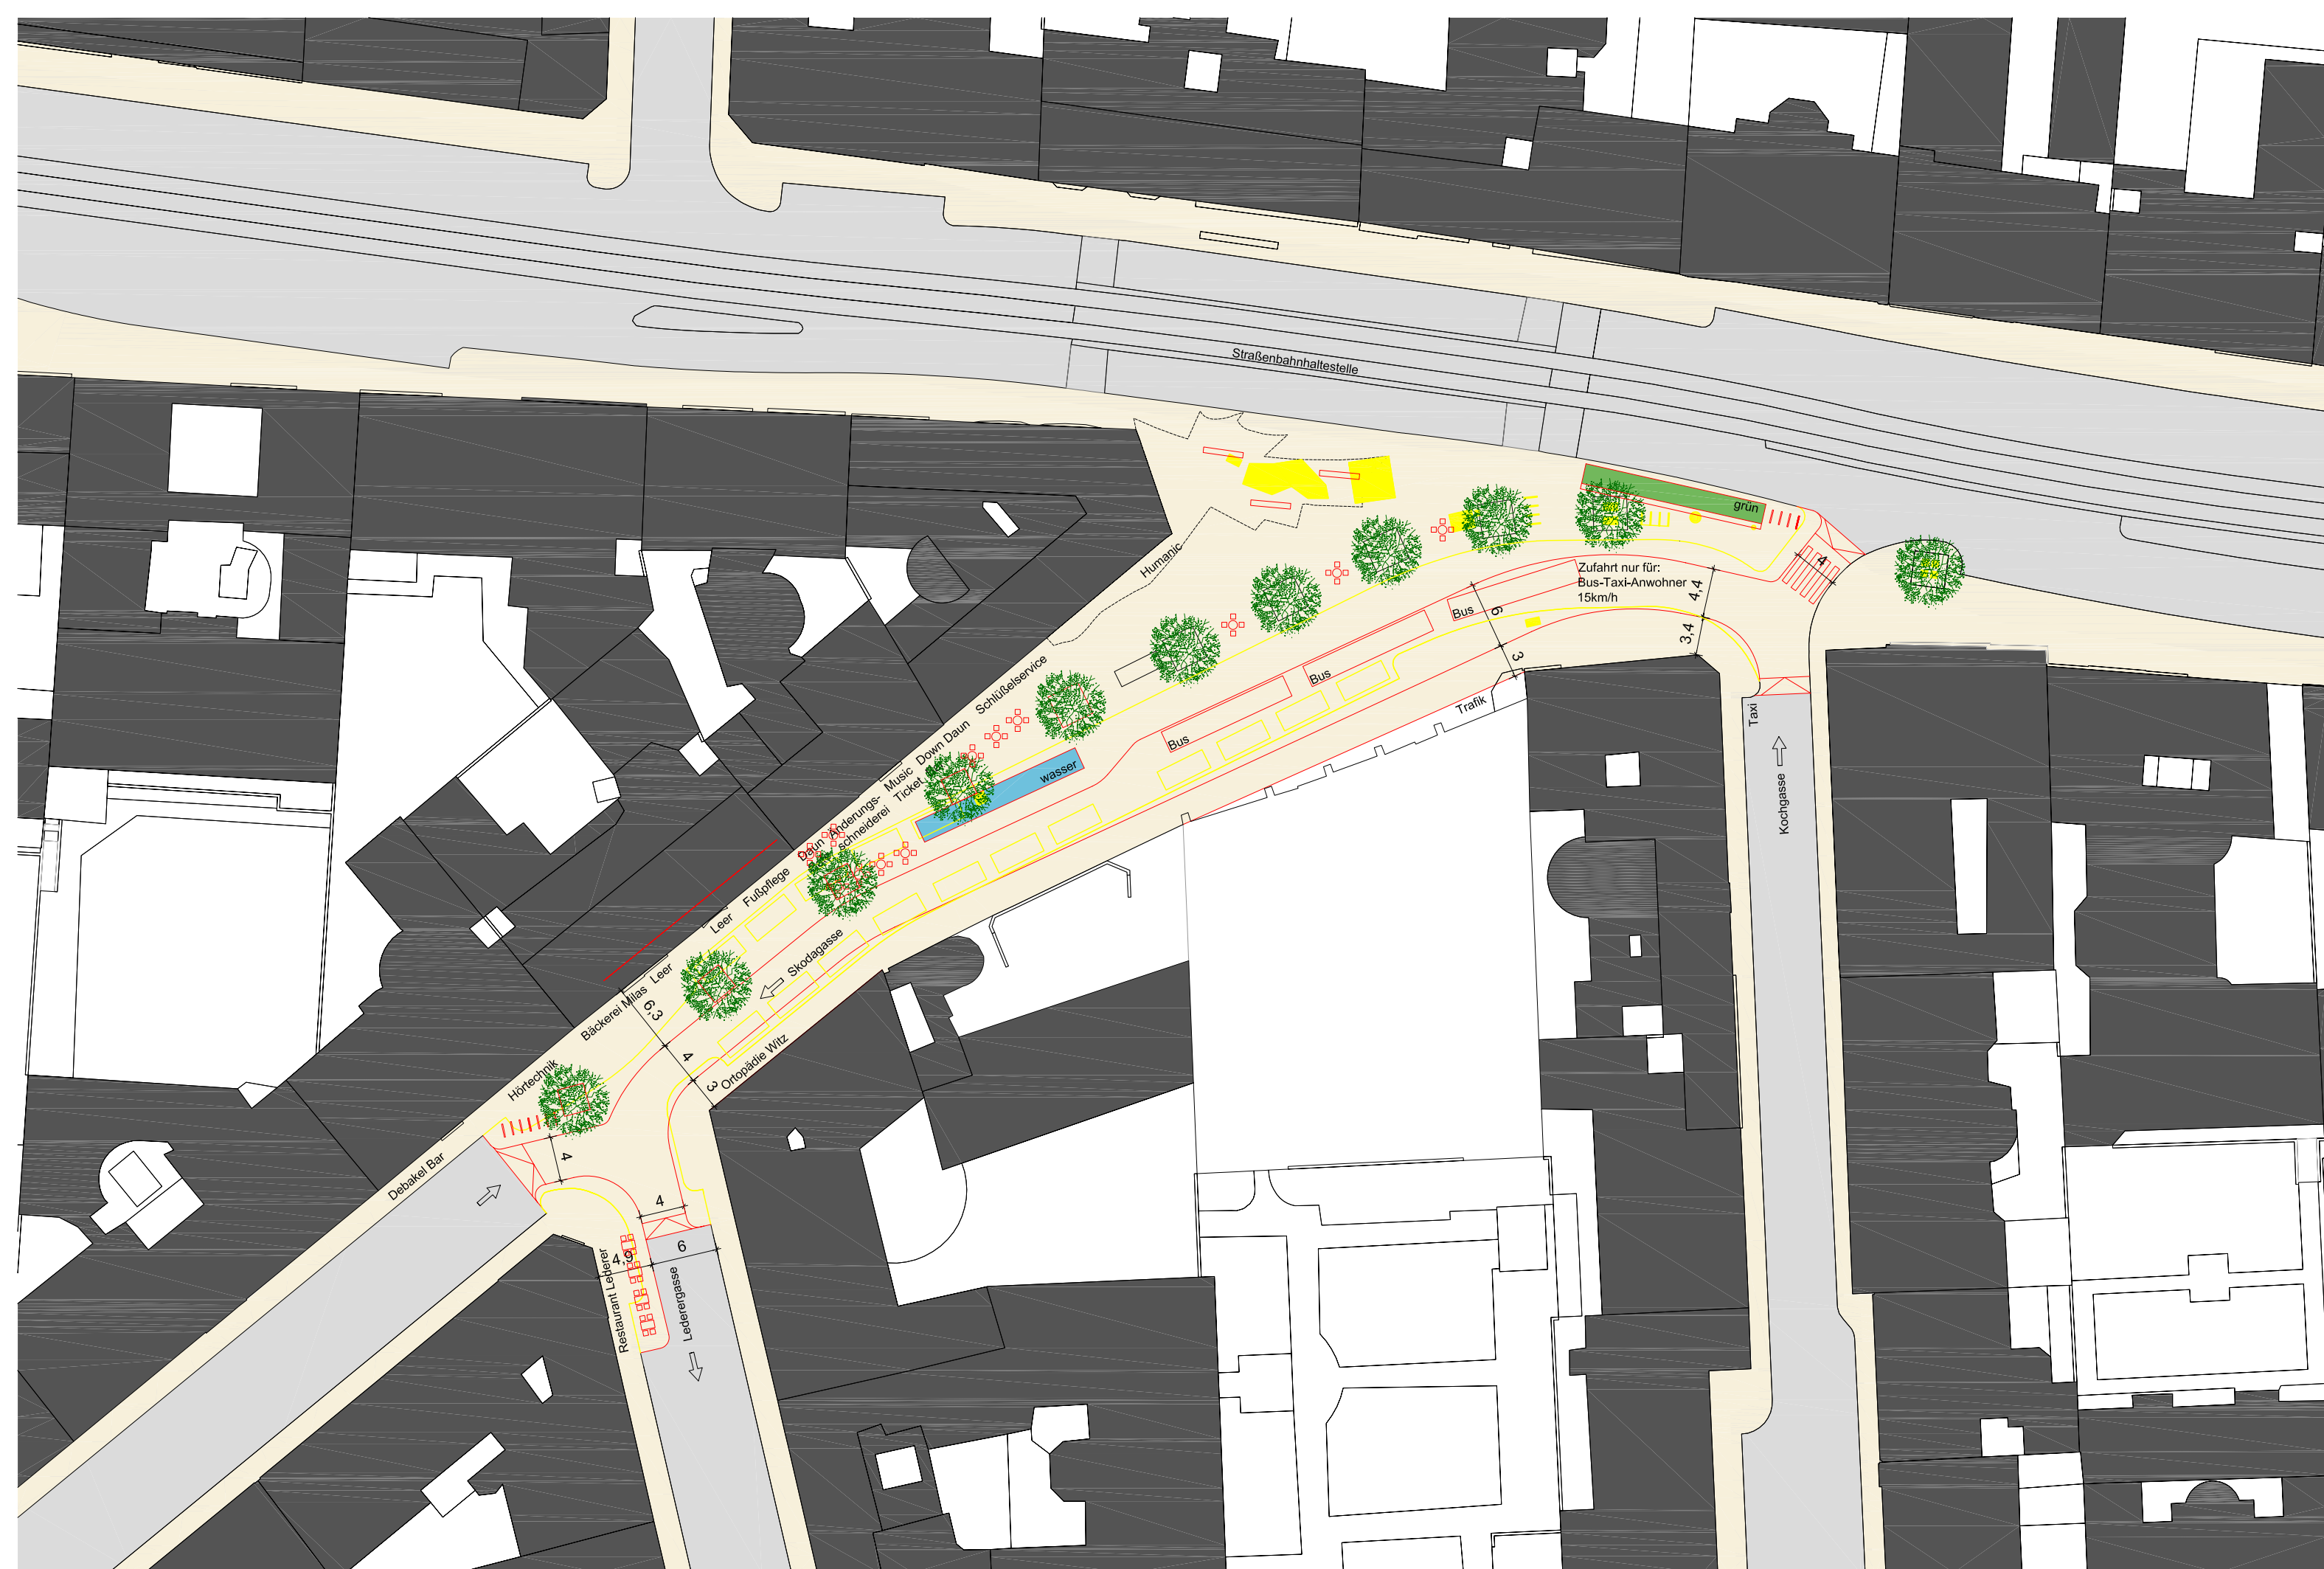 Straßenbahnhaltestelle
grün
4
Humanic
Zufahrt nur für:
Bus-Taxi-Anwohner
15km/h
4,4
3,4
Bus
6
3
Bus
Bus
Trafik
Taxi
Kochgasse
Schlüßelservice
Down Daun
Music
Ticket
wasser
Änderungs-
schneiderei
Daun
Fußpflege
Leer
Leer
Skodagasse
Bäckerei Milas
6,3
4
3
Ortopädie Witz
Hörtechnik
Debakel Bar
4
4
6
4,9
Restaurant Lederer
Lederergasse